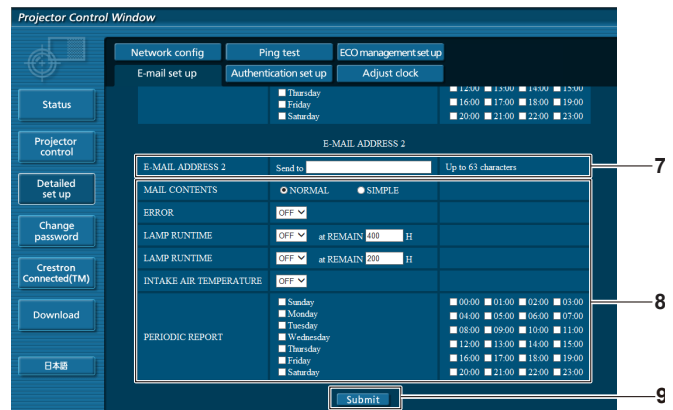 Projector Control Window
Network config Ping test ECO management set up
E-mail set up Authentication set up Adjust clock
Status
Projector control
Detailed set up
Change password
Crestron Connected(TM)
Download
日本語
Thursday
Friday
Saturday
12:00 13:00 14:00 15:00
16:00 17:00 18:00 19:00
20:00 21:00 22:00 23:00
E-MAIL ADDRESS 2
E-MAIL ADDRESS 2 Send to Up to 63 characters
7
MAIL CONTENTS NORMAL SIMPLE
ERROR OFF
LAMP RUNTIME OFF at REMAIN 400 H
LAMP RUNTIME OFF at REMAIN 200 H
INTAKE AIR TEMPERATURE OFF
PERIODIC REPORT
Sunday
Monday
Tuesday
Wednesday
Thursday
Friday
Saturday
00:00 01:00 02:00 03:00
04:00 05:00 06:00 07:00
08:00 09:00 10:00 11:00
12:00 13:00 14:00 15:00
16:00 17:00 18:00 19:00
20:00 21:00 22:00 23:00
8
Submit
9